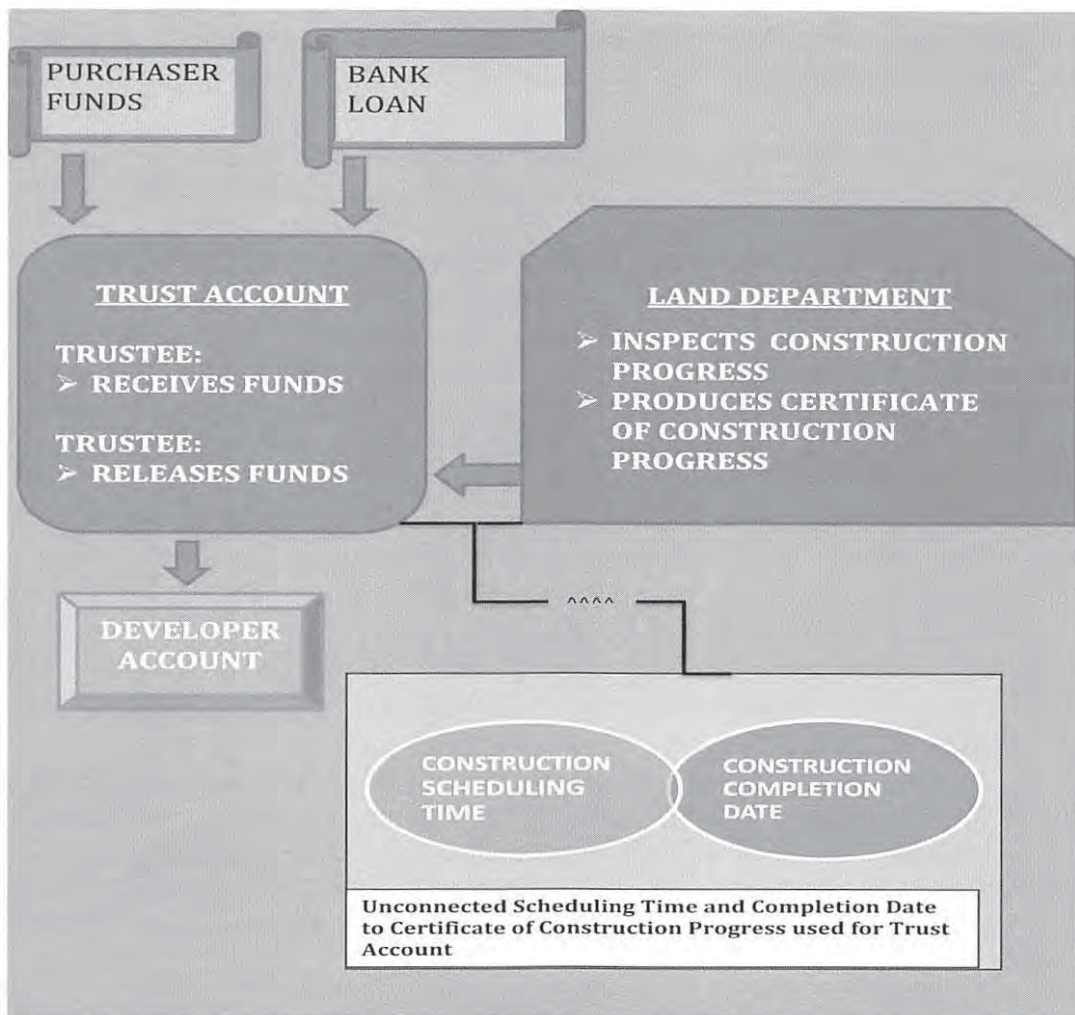 PURCHASER
FUNDS
BANK
LOAN
TRUST ACCOUNT
TRUSTEE:
➢ RECEIVES FUNDS
TRUSTEE:
➢ RELEASES FUNDS
LAND DEPARTMENT
➢ INSPECTS CONSTRUCTION
PROGRESS
➢ PRODUCES CERTIFICATE
OF CONSTRUCTION
PROGRESS
DEVELOPER
ACCOUNT
^^^^
CONSTRUCTION
SCHEDULING
TIME
CONSTRUCTION
COMPLETION
DATE
Unconnected Scheduling Time and Completion Date
to Certificate of Construction Progress used for Trust
Account